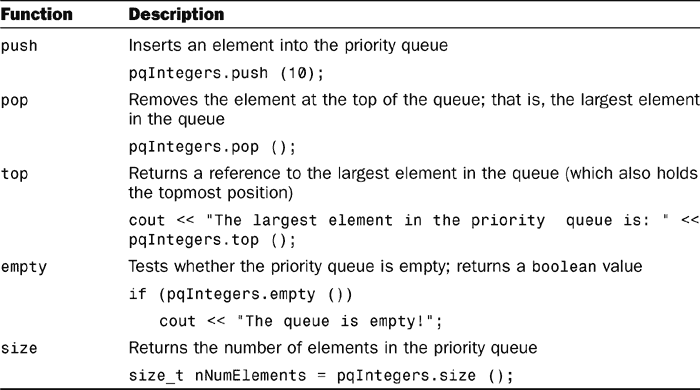 Function Description
push Inserts an element into the priority queue
pqIntegers.push (10);
pop Removes the element at the top of the queue; that is, the largest element
in the queue
pqIntegers.pop ();
top Returns a reference to the largest element in the queue (which also holds
the topmost position)
cout << "The largest element in the priority  queue is: " <<
pqIntegers.top ();
empty Tests whether the priority queue is empty; returns a boolean value
if (pqIntegers.empty ())
   cout << "The queue is empty!";
size Returns the number of elements in the priority queue
size_t nNumElements = pqIntegers.size ();